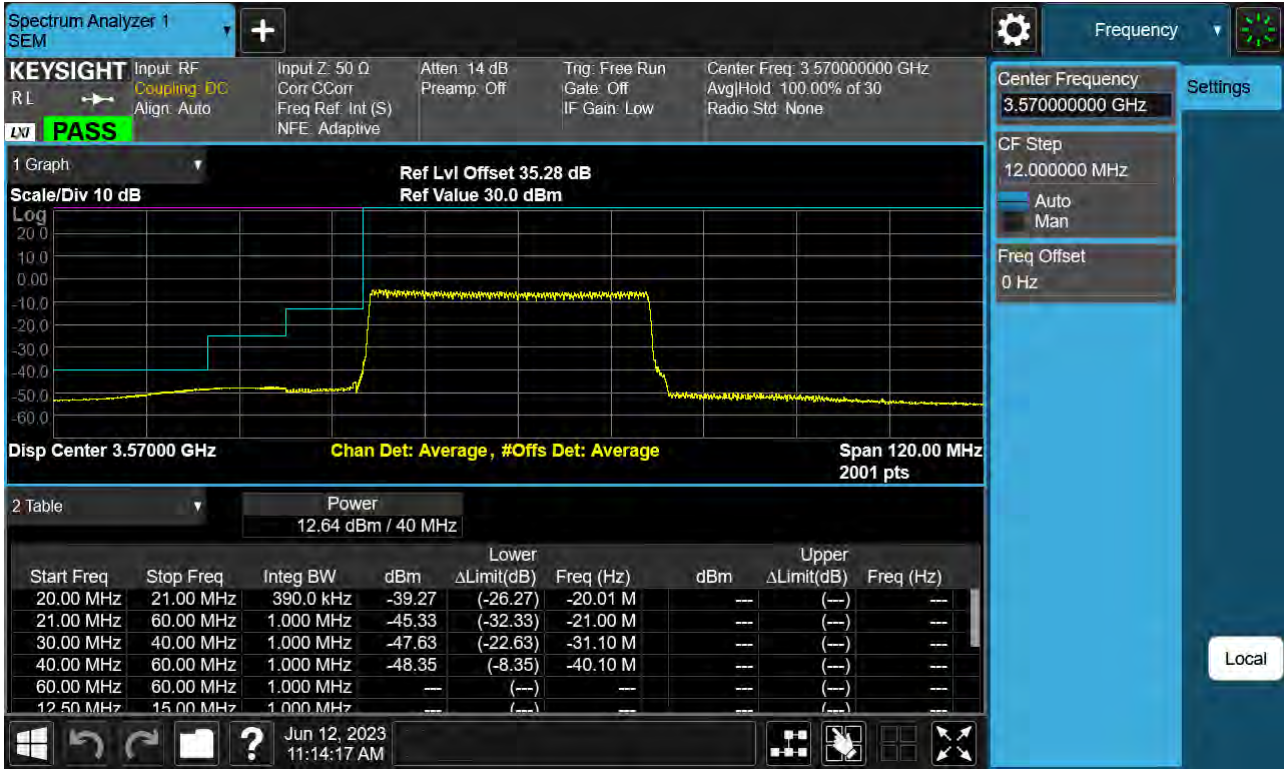 Spectrum Analyzer 1
SEM
Frequency
KEYSIGHT
R L
LXI
PASS
Input: RF
Coupling: DC
Align: Auto
Input Z: 50 Ω
Corr CCorr
Freq Ref: Int (S)
NFE: Adaptive
Atten: 14 dB
Preamp: Off
Trig: Free Run
Gate: Off
IF Gain: Low
Center Freq: 3.570000000 GHz
Avg|Hold: 100.00% of 30
Radio Std: None
Center Frequency
3.570000000 GHz
Settings
CF Step
12.000000 MHz
Auto
Man
Freq Offset
0 Hz
Local
1 Graph
Scale/Div 10 dB
Ref Lvl Offset 35.28 dB
Ref Value 30.0 dBm
Log
20.0
10.0
0.00
-10.0
-20.0
-30.0
-40.0
-50.0
-60.0
Disp Center 3.57000 GHz
Chan Det: Average, #Offs Det: Average
Span 120.00 MHz
2001 pts
2 Table
Power
12.64 dBm / 40 MHz
Lower Upper
Start Freq Stop Freq Integ BW dBm ΔLimit(dB) Freq (Hz) dBm ΔLimit(dB) Freq (Hz)
20.00 MHz 21.00 MHz 390.0 kHz -39.27 (-26.27) -20.01 M --- (---) ---
21.00 MHz 60.00 MHz 1.000 MHz -45.33 (-32.33) -21.00 M --- (---) ---
30.00 MHz 40.00 MHz 1.000 MHz -47.63 (-22.63) -31.10 M --- (---) ---
40.00 MHz 60.00 MHz 1.000 MHz -48.35 (-8.35) -40.10 M --- (---) ---
60.00 MHz 60.00 MHz 1.000 MHz --- (---) --- --- (---) ---
12.50 MHz 15.00 MHz 1.000 MHz --- (---) --- --- (---) ---
Jun 12, 2023
11:14:17 AM